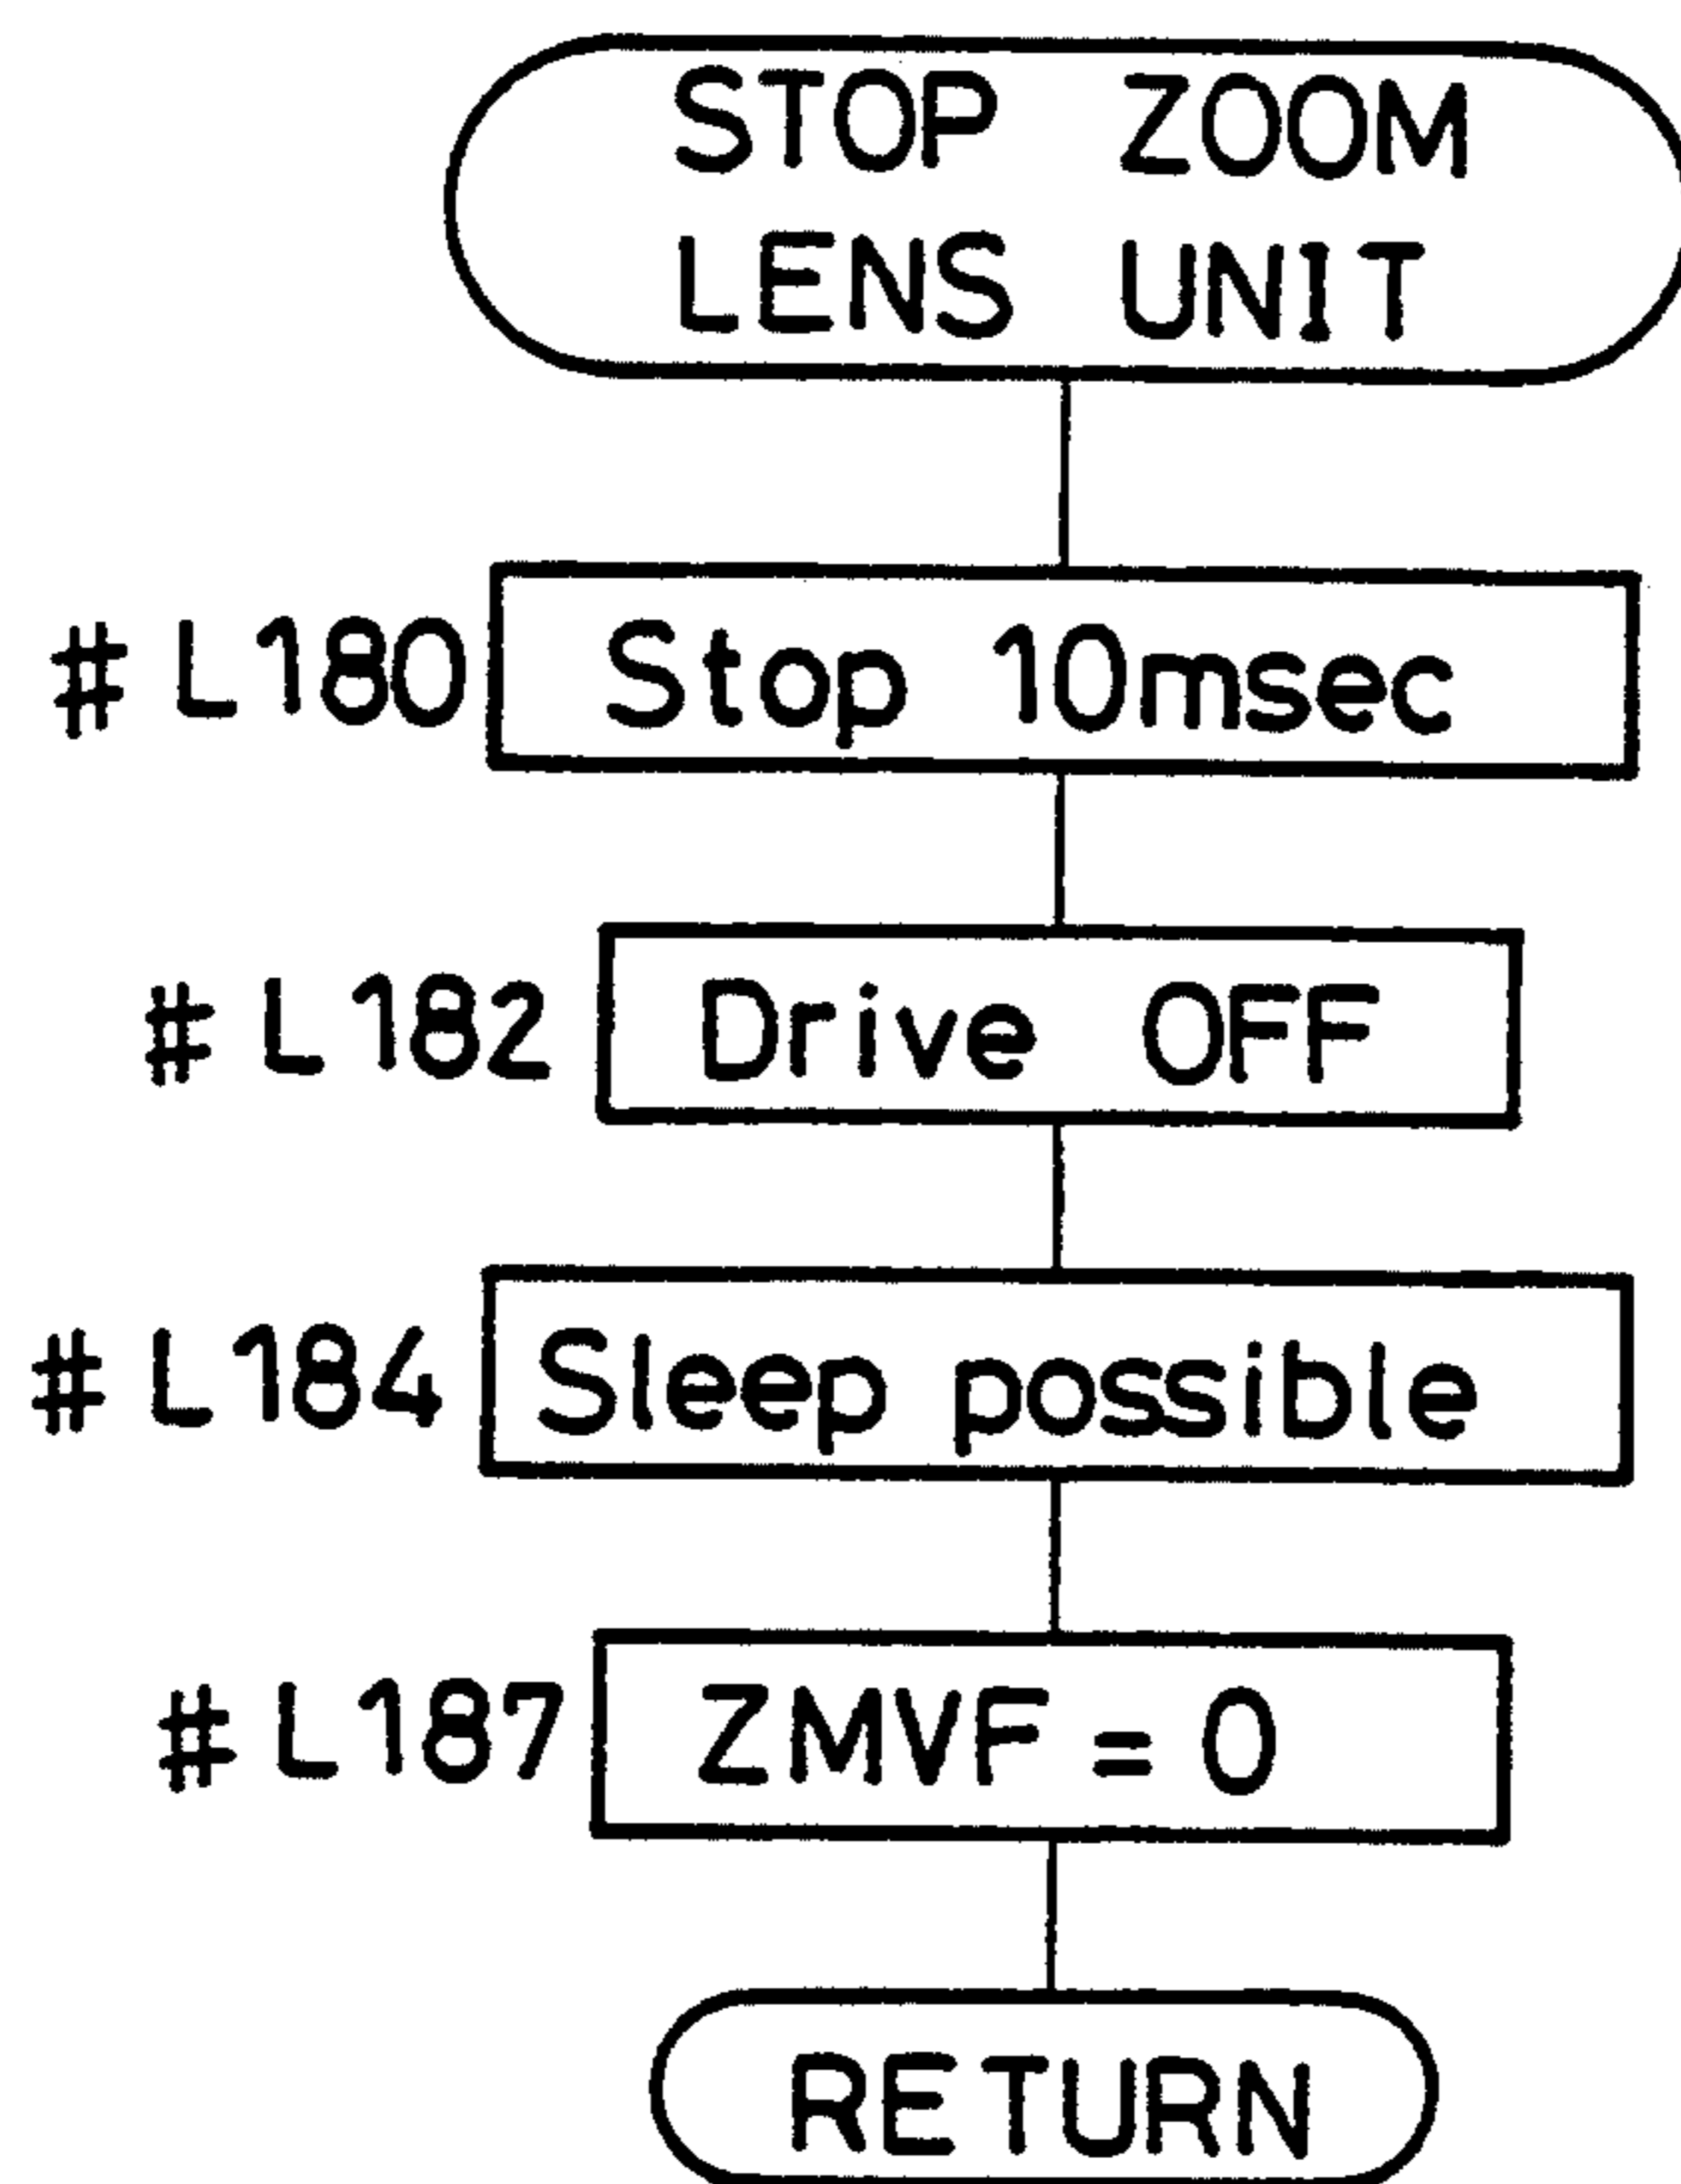 STOP ZOOM
LENS UNIT
#L180 Stop 10msec
#L182 Drive OFF
#L184 Sleep possible
#L187 ZMVF = 0
RETURN